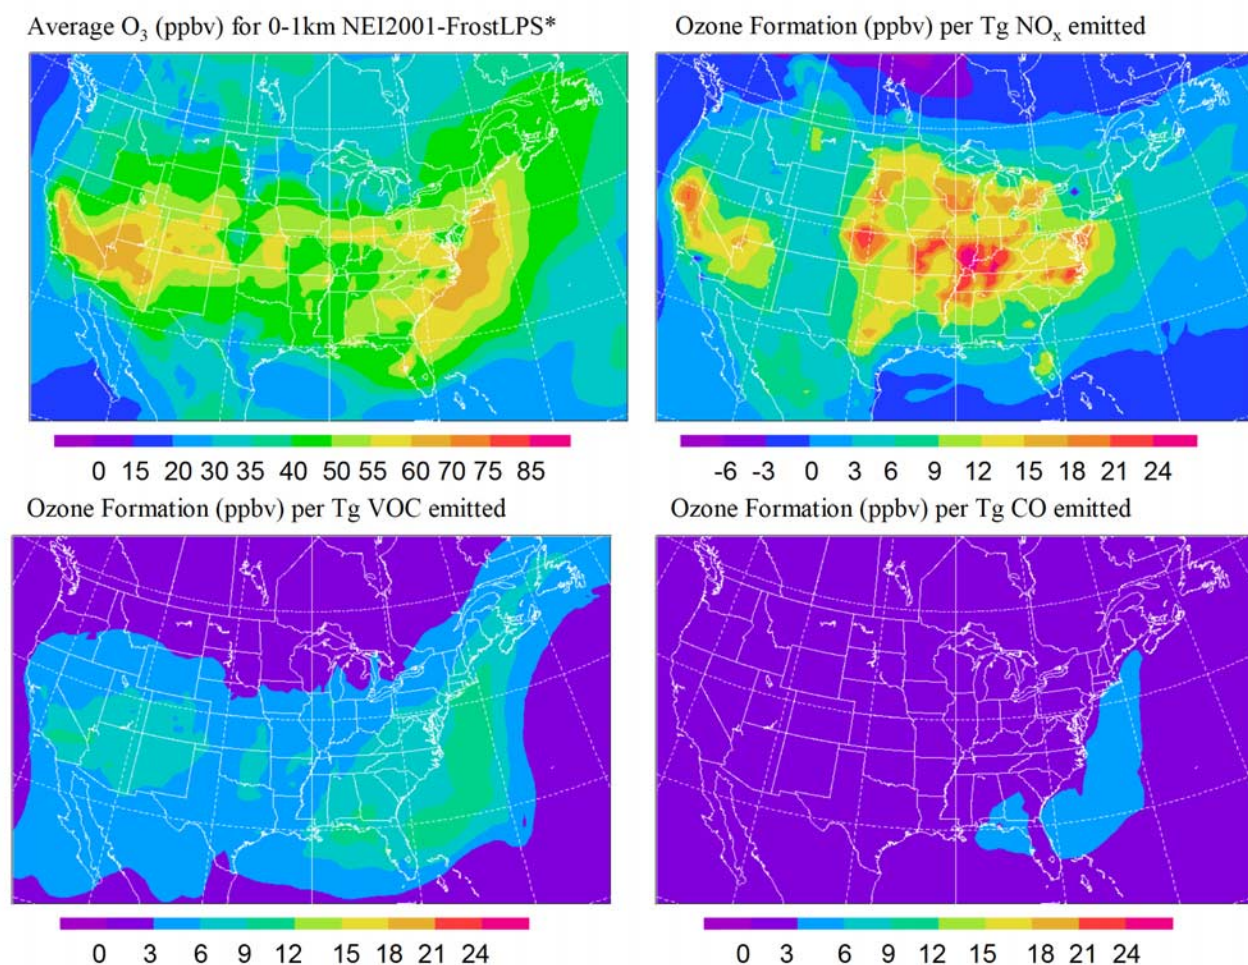 Average O₃ (ppbv) for 0-1km NEI2001-FrostLPS*
Ozone Formation (ppbv) per Tg NOₓ emitted
0 15 20 30 35 40 50 55 60 70 75 85
-6 -3 0 3 6 9 12 15 18 21 24
Ozone Formation (ppbv) per Tg VOC emitted
Ozone Formation (ppbv) per Tg CO emitted
0 3 6 9 12 15 18 21 24
0 3 6 9 12 15 18 21 24